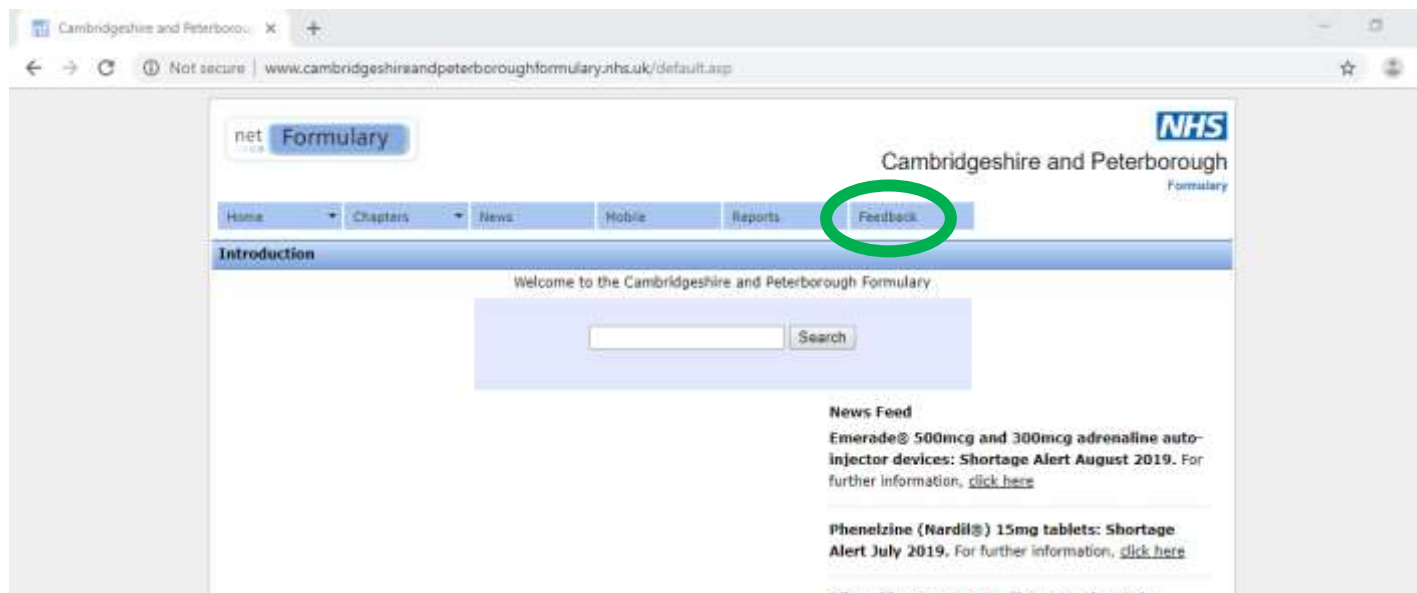 Cambridgeshire and Peterborou
Not secure | www.cambridgeshireandpeterboroughformulary.nhs.uk/default.asp
net Formulary
NHS
Cambridgeshire and Peterborough
Formulary
Home Chapters News Mobile Reports Feedback
Introduction
Welcome to the Cambridgeshire and Peterborough Formulary
Search
News Feed
Emerade® 500mcg and 300mcg adrenaline auto-
injector devices: Shortage Alert August 2019. For
further information, click here
Phenelzine (Nardil®) 15mg tablets: Shortage
Alert July 2019. For further information, click here